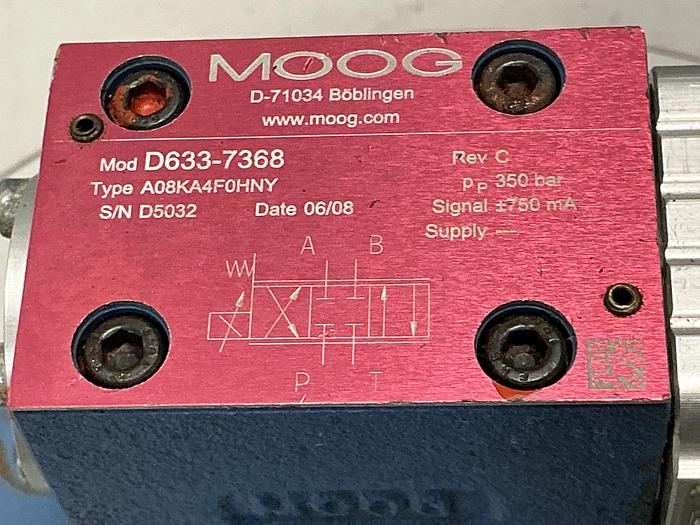 MOOG
D-71034 Böblingen
www.moog.com
Mod D633-7368
Rev C
Type A08KA4F0HNY
pP 350 bar
S/N D5032 Date 06/08
Signal ±750 mA
Supply ---
A B
P T